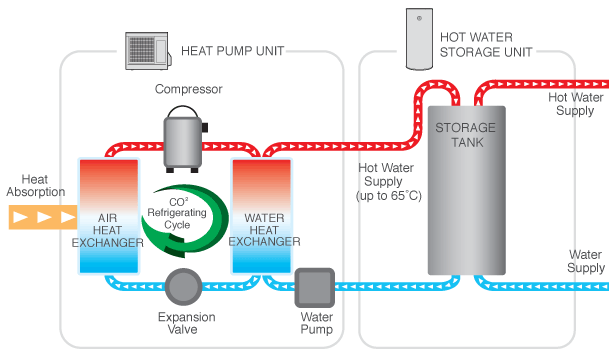 HEAT PUMP UNIT
HOT WATER
STORAGE UNIT
Compressor
Hot Water
Supply
STORAGE
TANK
Heat
Absorption
Hot Water
Supply
(up to 65°C)
CO²
Refrigerating
Cycle
AIR
HEAT
EXCHANGER
WATER
HEAT
EXCHANGER
Water
Supply
Expansion
Valve
Water
Pump